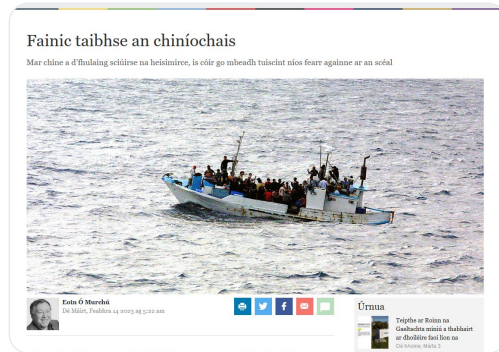 Fainic taibhse an chiníochais
Mar chine a d'fhulaing sciúirse na heisimirce, is cóir go mbeadh tuiscint níos fearr againne ar an scéal
Eoin Ó Murchú
Dé Máirt, Feabhra 14 2023 ag 5:22 am
Úrnua
Teipthe ar Roinn na
Gaeltachta míniú a thabhairt
ar dhoiléire faoi líon na
Dé hAoine, Márta 3